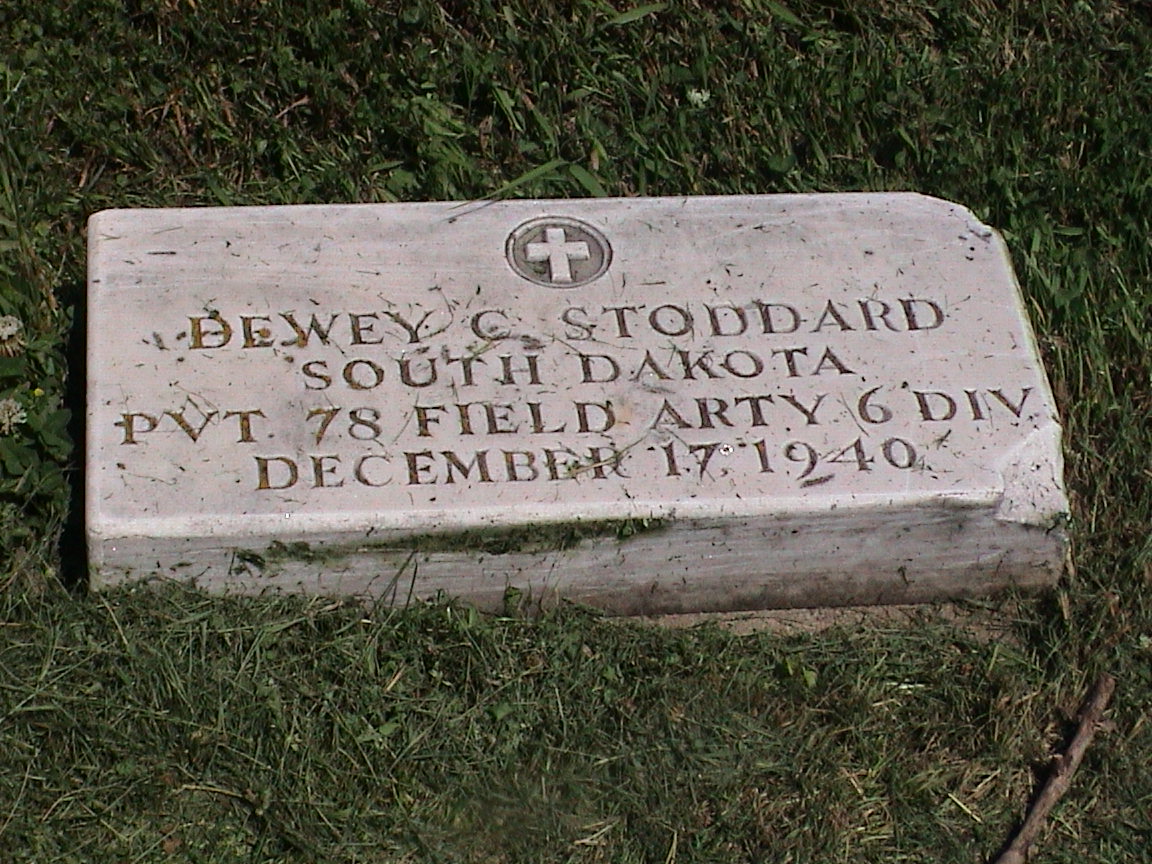 DEWEY C. STODDARD
SOUTH DAKOTA
PVT. 78 FIELD ARTY 6 DIV
DECEMBER 17, 1940